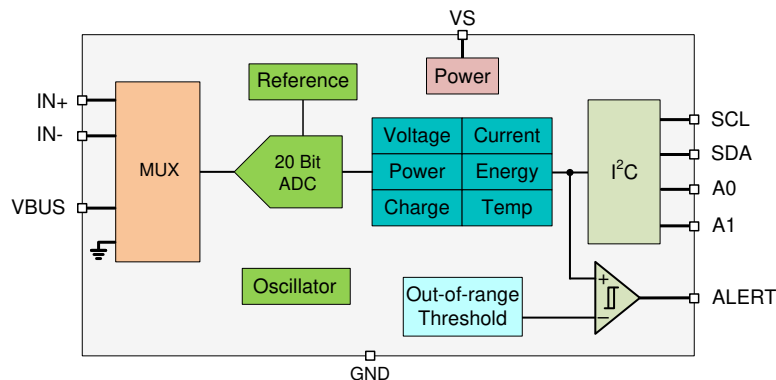 VS
Reference
Power
IN+
IN-
VBUS
MUX
20 Bit
ADC
Voltage
Current
Power
Energy
Charge
Temp
I²C
SCL
SDA
A0
A1
Oscillator
Out-of-range
Threshold
+
−
ALERT
GND